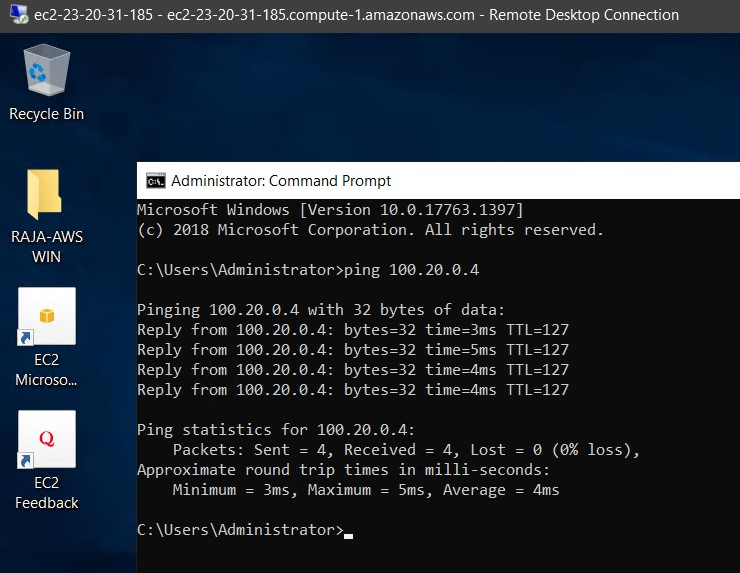 ec2-23-20-31-185 - ec2-23-20-31-185.compute-1.amazonaws.com - Remote Desktop Connection
Recycle Bin
RAJA-AWS
WIN
EC2
Microso...
EC2
Feedback
Administrator: Command Prompt
Microsoft Windows [Version 10.0.17763.1397]
(c) 2018 Microsoft Corporation. All rights reserved.
C:\Users\Administrator>ping 100.20.0.4
Pinging 100.20.0.4 with 32 bytes of data:
Reply from 100.20.0.4: bytes=32 time=3ms TTL=127
Reply from 100.20.0.4: bytes=32 time=5ms TTL=127
Reply from 100.20.0.4: bytes=32 time=4ms TTL=127
Reply from 100.20.0.4: bytes=32 time=4ms TTL=127
Ping statistics for 100.20.0.4:
    Packets: Sent = 4, Received = 4, Lost = 0 (0% loss),
Approximate round trip times in milli-seconds:
    Minimum = 3ms, Maximum = 5ms, Average = 4ms
C:\Users\Administrator>